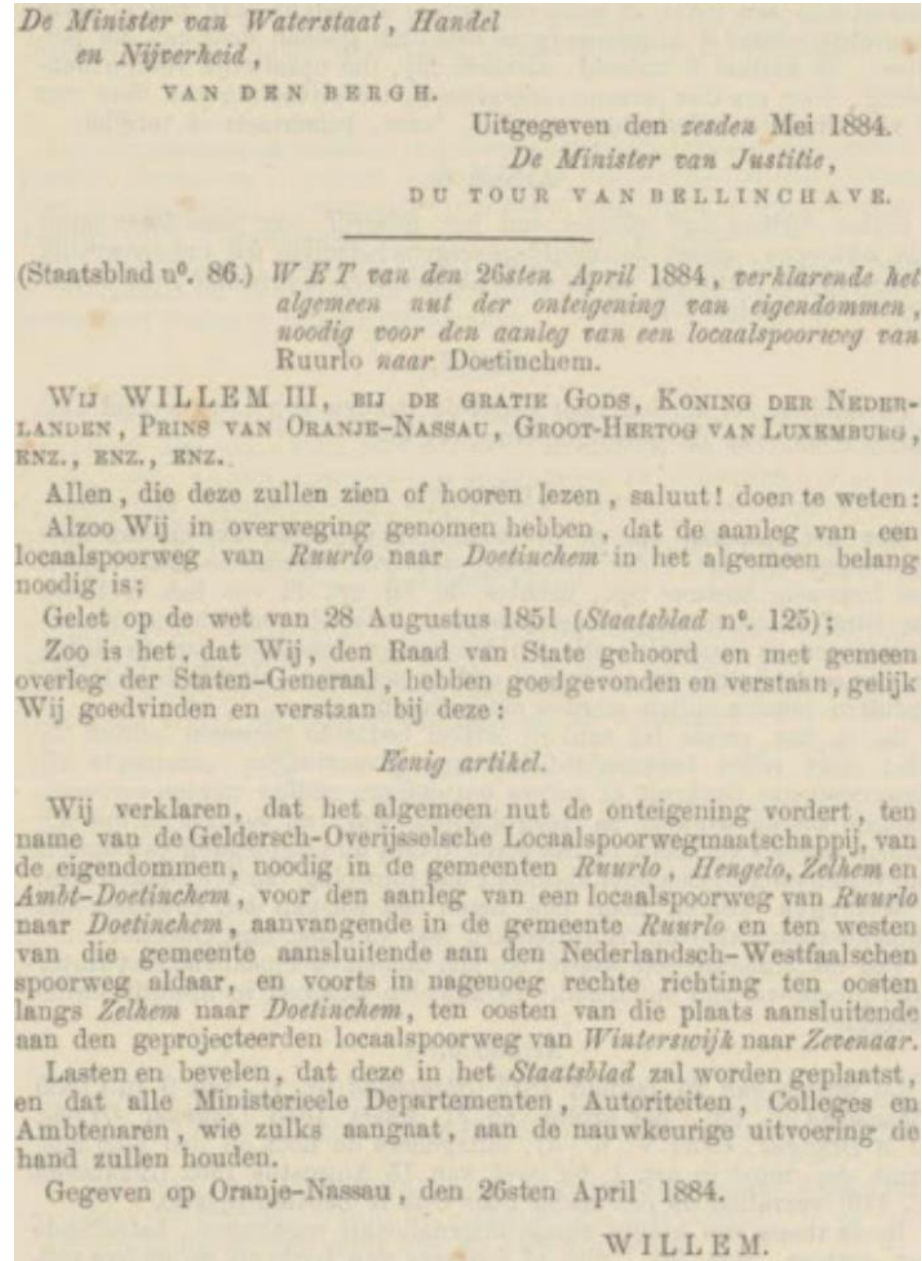 De Minister van Waterstaat, Handel
en Nijverheid,
VAN DEN BERGH.
Uitgegeven den zesden Mei 1884.
De Minister van Justitie,
DU TOUR VAN BELLINCHAVE.
(Staatsblad n°. 86.) WET van den 26sten April 1884, verklarende het
algemeen nut der onteigening van eigendommen,
noodig voor den aanleg van een locaalspoorweg van
Ruurlo naar Doetinchem.
WIJ WILLEM III, BIJ DE GRATIE GODS, KONING DER NEDER-
LANDEN, PRINS VAN ORANJE-NASSAU, GROOT-HERTOG VAN LUXEMBURG,
ENZ., ENZ., ENZ.
Allen, die deze zullen zien of hooren lezen, saluut! doen te weten:
Alzoo Wij in overweging genomen hebben, dat de aanleg van een
locaalspoorweg van Ruurlo naar Doetinchem in het algemeen belang
noodig is;
Gelet op de wet van 28 Augustus 1851 (Staatsblad n°. 125);
Zoo is het, dat Wij, den Raad van State gehoord en met gemeen
overleg der Staten-Generaal, hebben goedgevonden en verstaan, gelijk
Wij goedvinden en verstaan bij deze:
Eenig artikel.
Wij verklaren, dat het algemeen nut de onteigening vordert, ten
name van de Geldersch-Overijsselsche Locaalspoorwegmaatschappij, van
de eigendommen, noodig in de gemeenten Ruurlo, Hengelo, Zelhem en
Ambt-Doetinchem, voor den aanleg van een locaalspoorweg van Ruurlo
naar Doetinchem, aanvangende in de gemeente Ruurlo en ten westen
van die gemeente aansluitende aan den Nederlandsch-Westfaalschen
spoorweg aldaar, en voorts in nagenoeg rechte richting ten oosten
langs Zelhem naar Doetinchem, ten oosten van die plaats aansluitende
aan den geprojecteerden locaalspoorweg van Winterswijk naar Zevenaar.
Lasten en bevelen, dat deze in het Staatsblad zal worden geplaatst,
en dat alle Ministerieele Departementen, Autoriteiten, Colleges en
Ambtenaren, wie zulks aangaat, aan de nauwkeurige uitvoering de
hand zullen houden.
Gegeven op Oranje-Nassau, den 26sten April 1884.
WILLEM.